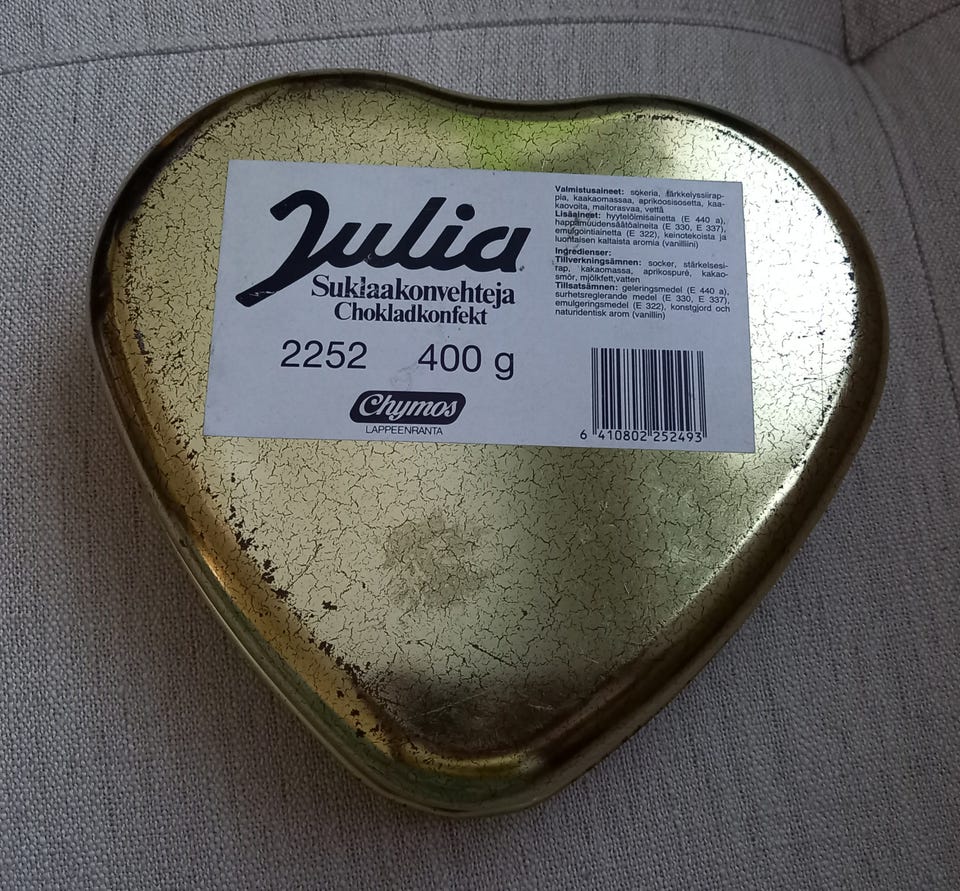 Julia
Suklaakonvehteja
Chokladkonfekt
2252 400 g
Chymos
LAPPEENRANTA
Valmistusaineet: sokeria, tärkkelyssiirap-
pia, kaakaomassaa, aprikoosisosetta, kaa-
kaovoita, maitorasvaa, vettä
Lisäaineet: hyytelöimisainetta (E 440 a),
happamuudensäätöaineita (E 330, E 337),
emulgointiainetta (E 322), keinotekoista ja
luontaisen kaltaista aromia (vanilliini)
Ingredienser:
Tillverkningsämnen: socker, stärkelsesi-
rap, kakaomassa, aprikospuré, kakao-
smör, mjölkfett,vatten
Tillsatsämnen: geleringsmedel (E 440 a),
surhetsreglerande medel (E 330, E 337),
emulgeringsmedel (E 322), konstgjord och
naturidentisk arom (vanillin)
6 410802 252493